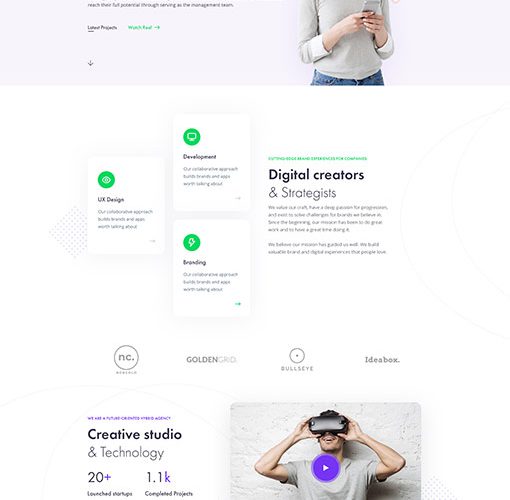 reach their full potential through serving as the management team.
Latest Projects
Watch Reel
Development
Our collaborative approach
builds brands and apps
worth talking about
UX Design
Our collaborative approach
builds brands and apps
worth talking about
Branding
Our collaborative approach
builds brands and apps
worth talking about
CUTTING-EDGE BRAND EXPERIENCES FOR COMPANIES
Digital creators
& Strategists
We value our craft, have a deep passion for progression,
and exist to solve challenges for brands we believe in.
Since the beginning, our mission has been to do great
work and to have a great time doing it.
We believe our mission has guided us well. We build
valuable brand and digital experiences that people love.
nc.
GOLDENGRID.
BULLSEYE
Ideabox.
WE ARE A FUTURE-ORIENTED HYBRID AGENCY
Creative studio
& Technology
20+
1.1k
Launched startups
Completed Projects